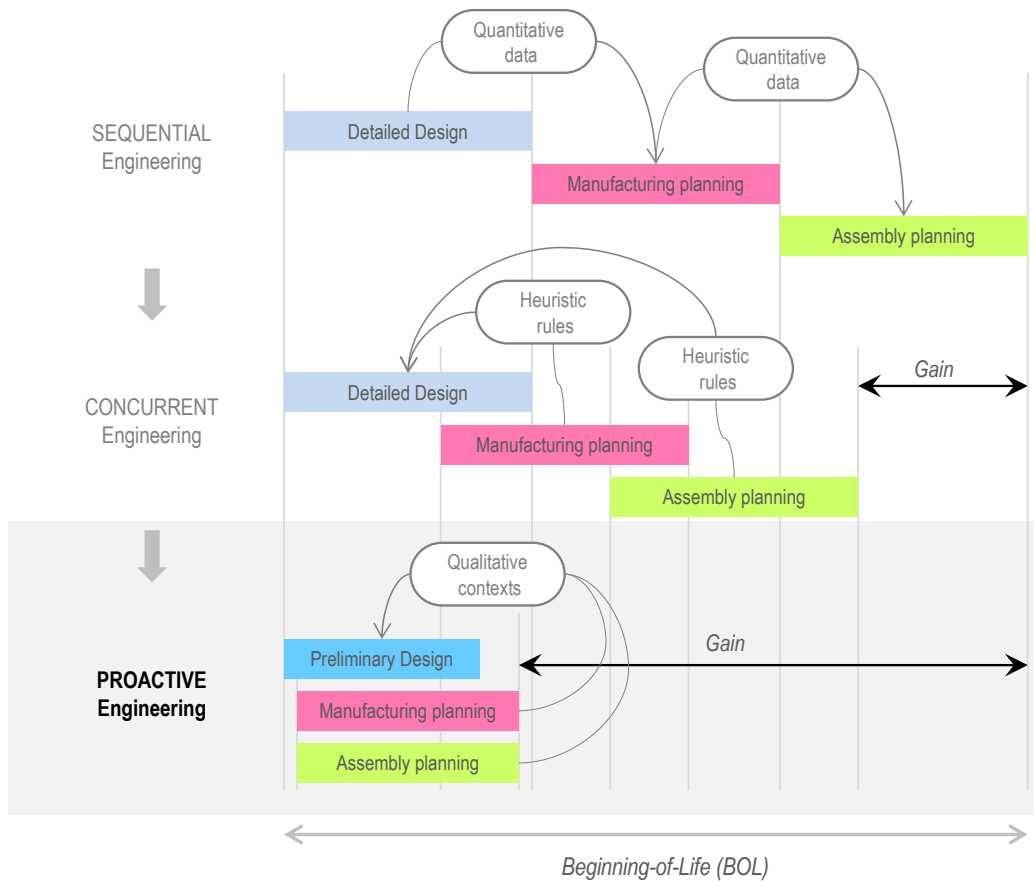 Quantitative
data
Quantitative
data
SEQUENTIAL
Engineering
Detailed Design
Manufacturing planning
Assembly planning
Heuristic
rules
Heuristic
rules
Gain
CONCURRENT
Engineering
Detailed Design
Manufacturing planning
Assembly planning
Qualitative
contexts
Gain
PROACTIVE
Engineering
Preliminary Design
Manufacturing planning
Assembly planning
Beginning-of-Life (BOL)